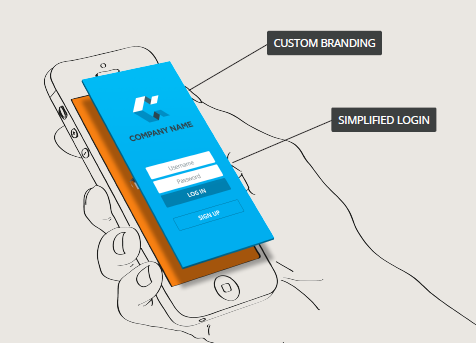 CUSTOM BRANDING
SIMPLIFIED LOGIN
COMPANY NAME
Username
Password
LOG IN
SIGN UP